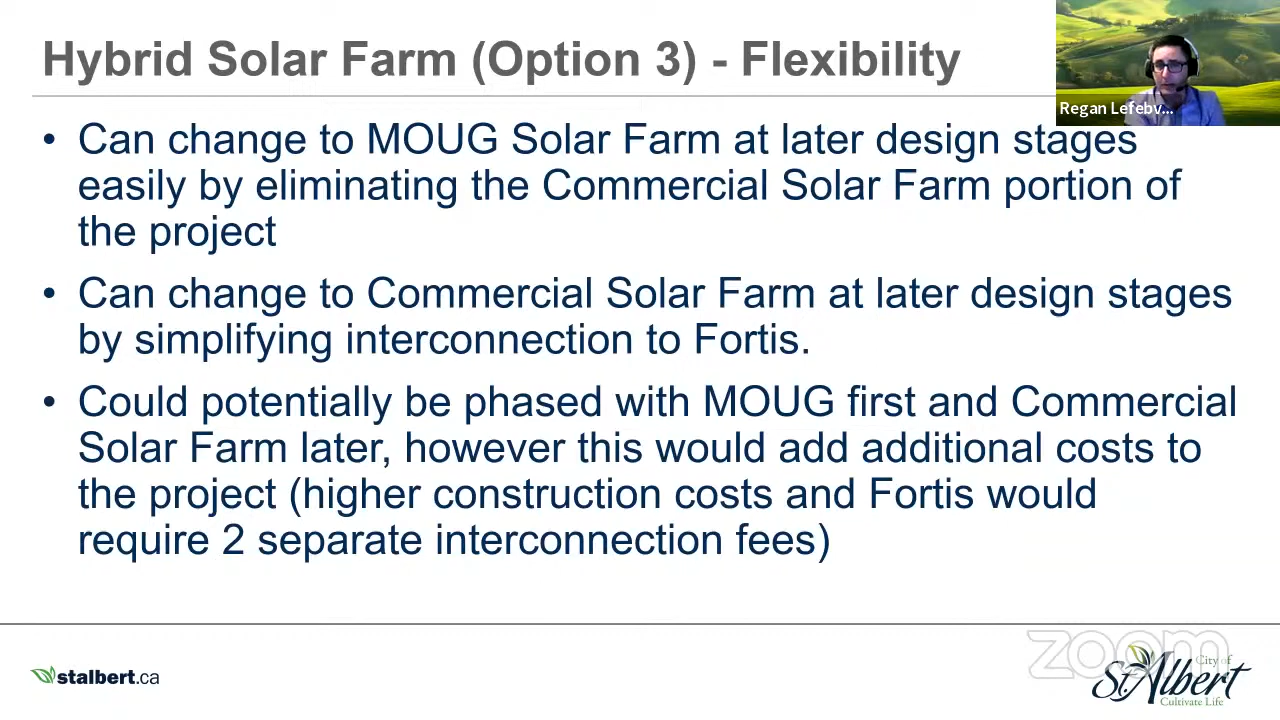 Hybrid Solar Farm (Option 3) - Flexibility
Regan Lefebv...
• Can change to MOUG Solar Farm at later design stages
easily by eliminating the Commercial Solar Farm portion of
the project
• Can change to Commercial Solar Farm at later design stages
by simplifying interconnection to Fortis.
• Could potentially be phased with MOUG first and Commercial
Solar Farm later, however this would add additional costs to
the project (higher construction costs and Fortis would
require 2 separate interconnection fees)
zoom
stalbert.ca
City of
St. Albert
Cultivate Life